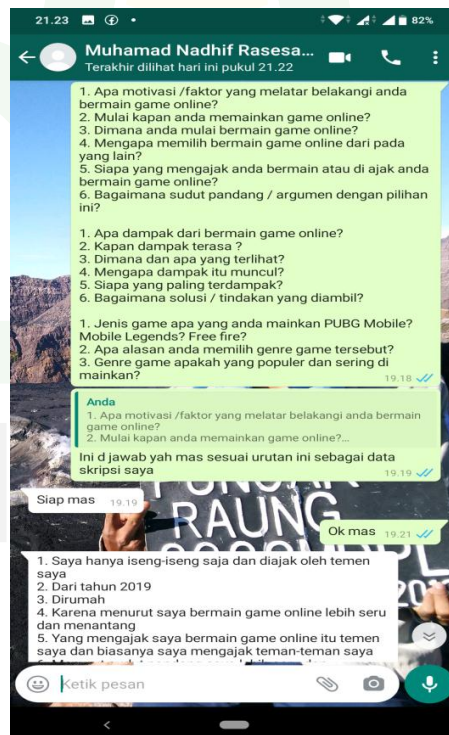 21.23
82%
Muhamad Nadhif Rasesa...
Terakhir dilihat hari ini pukul 21.22
1. Apa motivasi /faktor yang melatar belakangi anda
bermain game online?
2. Mulai kapan anda memainkan game online?
3. Dimana anda mulai bermain game online?
4. Mengapa memilih bermain game online dari pada
yang lain?
5. Siapa yang mengajak anda bermain atau di ajak anda
bermain game online?
6. Bagaimana sudut pandang / argumen dengan pilihan
ini?
1. Apa dampak dari bermain game online?
2. Kapan dampak terasa ?
3. Dimana dan apa yang terlihat?
4. Mengapa dampak itu muncul?
5. Siapa yang paling terdampak?
6. Bagaimana solusi / tindakan yang diambil?
1. Jenis game apa yang anda mainkan PUBG Mobile?
Mobile Legends? Free fire?
2. Apa alasan anda memilih genre game tersebut?
3. Genre game apakah yang populer dan sering di
mainkan?
19.18
Anda
1. Apa motivasi /faktor yang melatar belakangi anda bermain
game online?
2. Mulai kapan anda memainkan game online?...
Ini d jawab yah mas sesuai urutan ini sebagai data
skripsi saya
19.19
Siap mas 19.19
RAUNG
Ok mas 19.21
1. Saya hanya iseng-iseng saja dan diajak oleh temen
saya
2. Dari tahun 2019
3. Dirumah
4. Karena menurut saya bermain game online lebih seru
dan menantang
5. Yang mengajak saya bermain game online itu temen
saya dan biasanya saya mengajak teman-teman saya
Ketik pesan